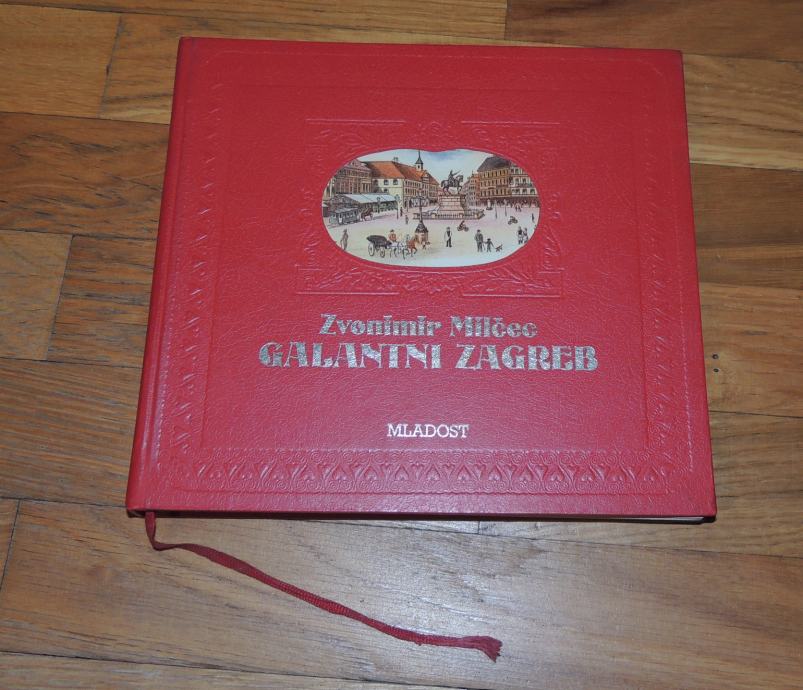 Zvonimir Milčec
GALANTNI ZAGREB
MLADOST